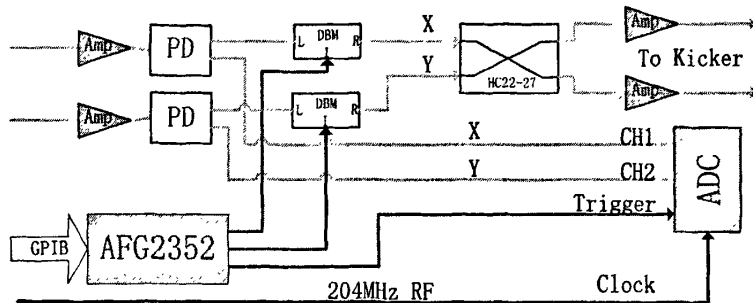 Amp PD L DBM R X Amp
To Kicker
Amp PD L DBM R Y HC22-27 Amp
X CH1
Y CH2 ADC
Trigger
GPIB AFG2352
204MHz RF Clock